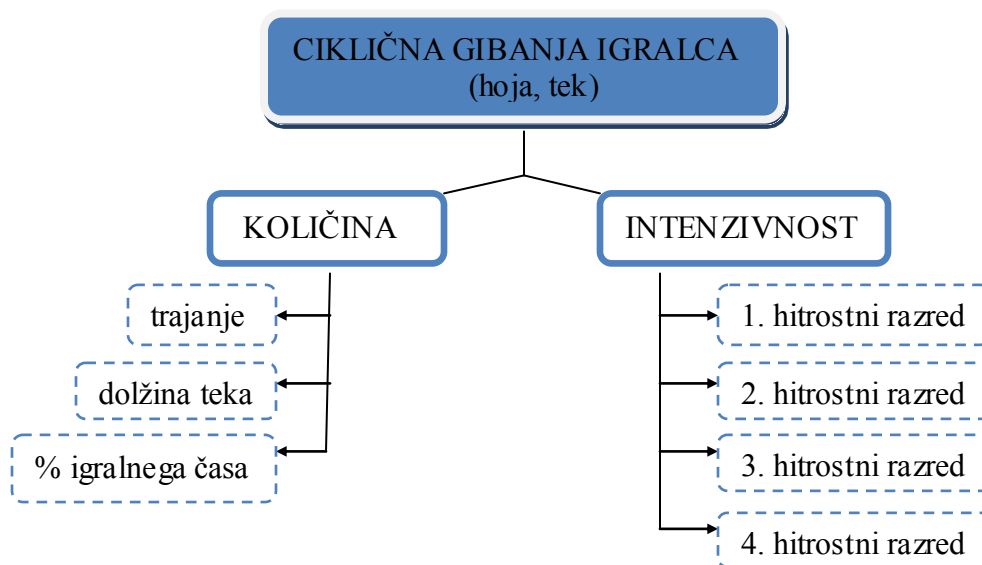 CIKLIČNA GIBANJA IGRALCA
(hoja, tek)
KOLIČINA
trajanje
dolžina teka
% igralnega časa
INTENZIVNOST
1. hitrostni razred
2. hitrostni razred
3. hitrostni razred
4. hitrostni razred